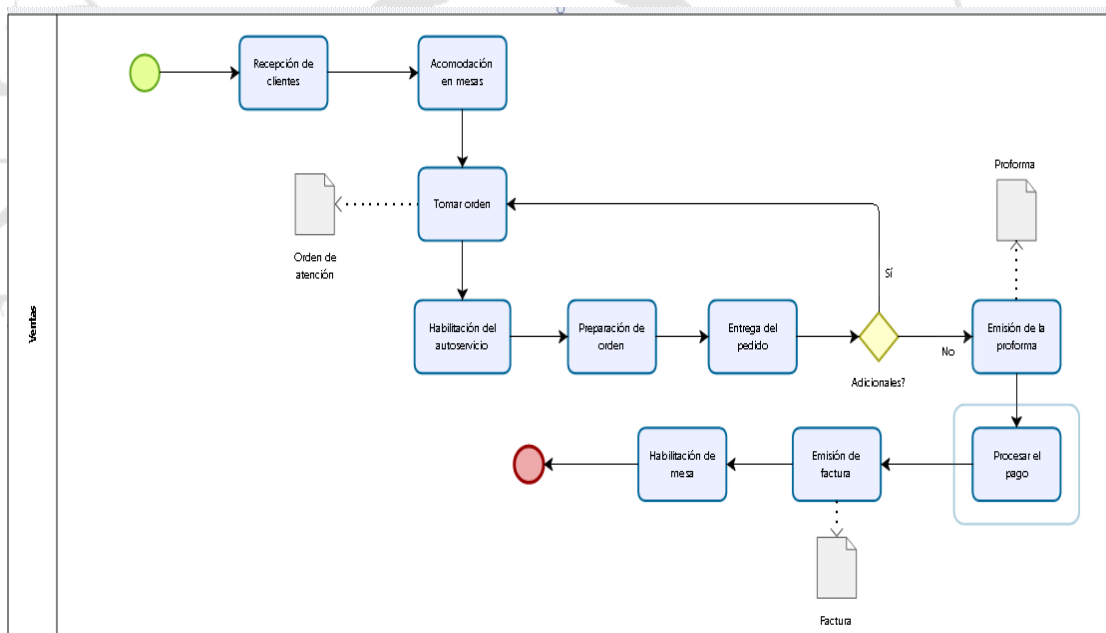 Ventas
Recepción de
clientes
Acomodación
en mesas
Tomar orden
Orden de
atención
Proforma
Sí
Habilitación del
autoservicio
Preparación de
orden
Entrega del
pedido
Adicionales?
No
Emisión de la
proforma
Procesar el
pago
Emisión de
factura
Habilitación de
mesa
Factura